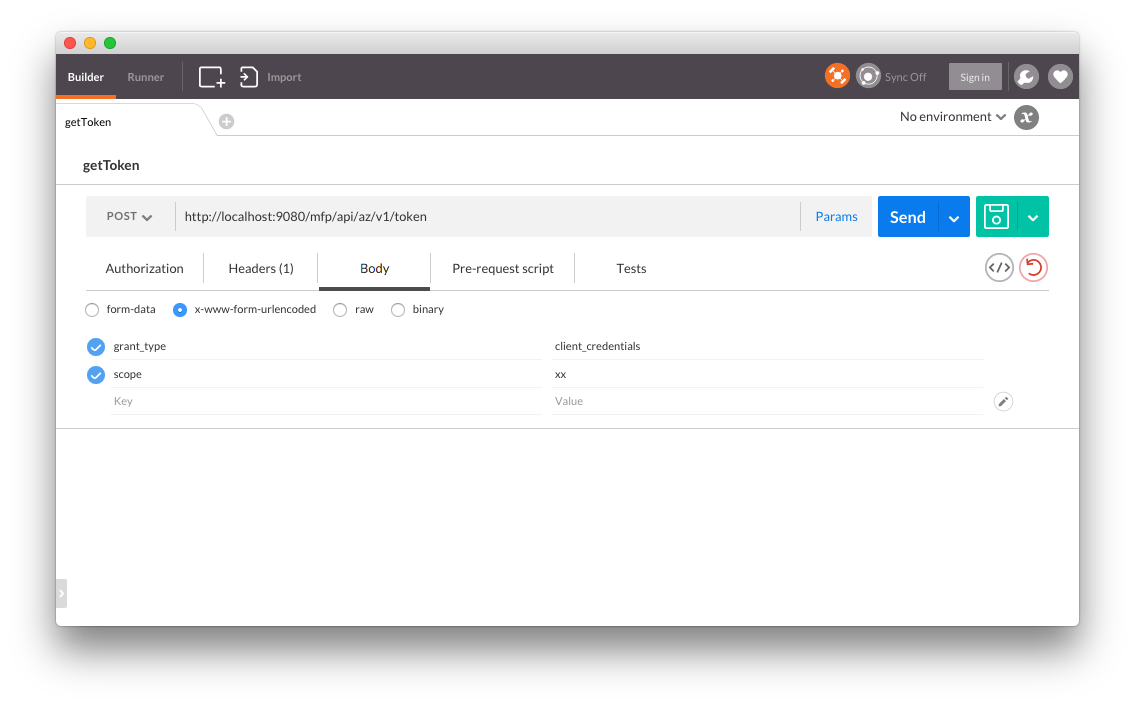 Builder Runner Import Sync Off Sign in
getToken No environment
getToken
POST http://localhost:9080/mfp/api/az/v1/token Params Send
Authorization Headers (1) Body Pre-request script Tests
form-data x-www-form-urlencoded raw binary
grant_type client_credentials
scope xx
Key Value